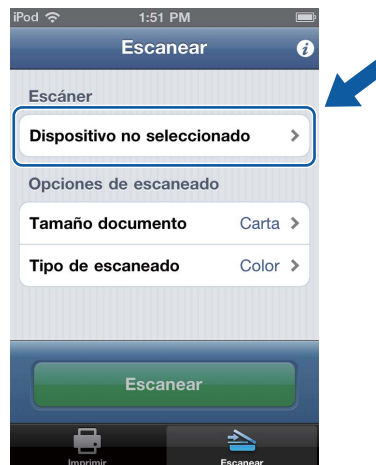 iPod 1:51 PM
Escanear i
Escáner
Dispositivo no seleccionado
Opciones de escaneado
Tamaño documento Carta
Tipo de escaneado Color
Escanear
Imprimir Escanear